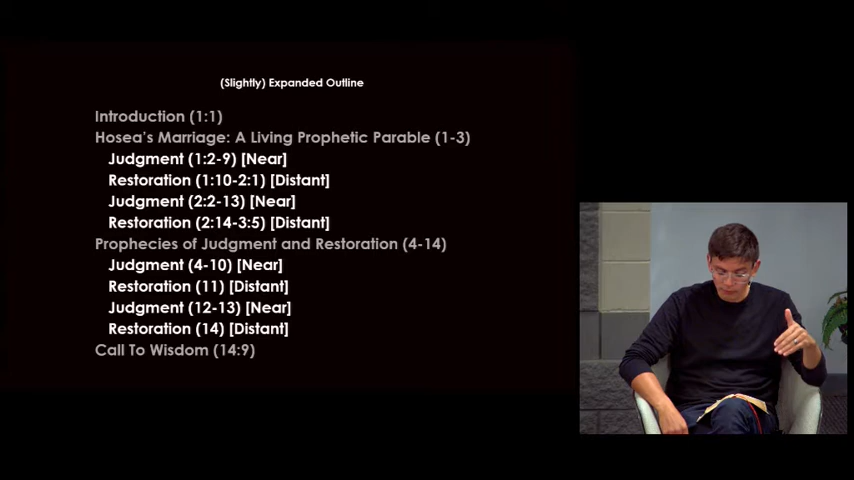 (Slightly) Expanded Outline
Introduction (1:1)
Hosea's Marriage: A Living Prophetic Parable (1-3)
Judgment (1:2-9) [Near]
Restoration (1:10-2:1) [Distant]
Judgment (2:2-13) [Near]
Restoration (2:14-3:5) [Distant]
Prophecies of Judgment and Restoration (4-14)
Judgment (4-10) [Near]
Restoration (11) [Distant]
Judgment (12-13) [Near]
Restoration (14) [Distant]
Call To Wisdom (14:9)